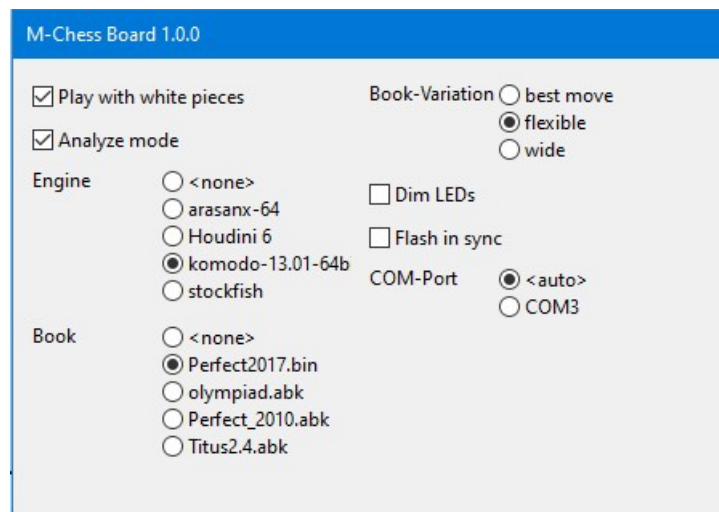 M-Chess Board 1.0.0
Play with white pieces
Analyze mode
Engine
<none>
arasanx-64
Houdini 6
komodo-13.01-64b
stockfish
Book
<none>
Perfect2017.bin
olympiad.abk
Perfect_2010.abk
Titus2.4.abk
Book-Variation
best move
flexible
wide
Dim LEDs
Flash in sync
COM-Port
<auto>
COM3